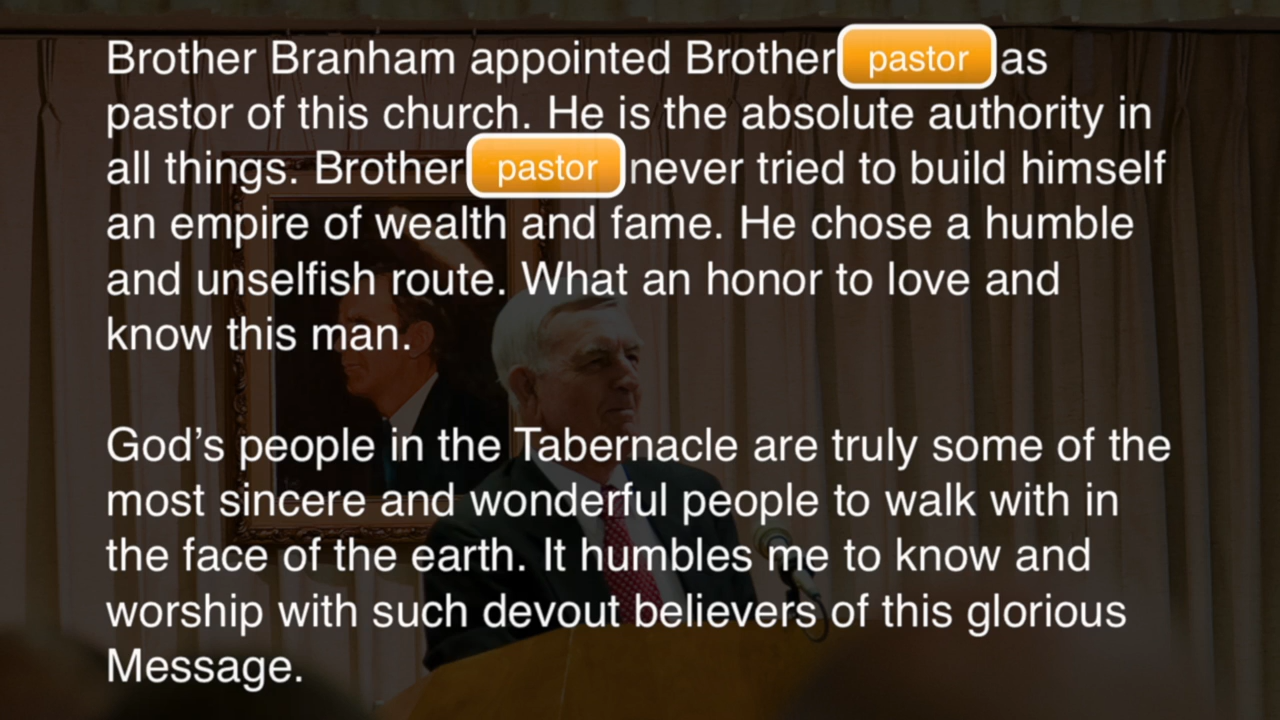 Brother Branham appointed Brother pastor as
pastor of this church. He is the absolute authority in
all things. Brother pastor never tried to build himself
an empire of wealth and fame. He chose a humble
and unselfish route. What an honor to love and
know this man.
God’s people in the Tabernacle are truly some of the
most sincere and wonderful people to walk with in
the face of the earth. It humbles me to know and
worship with such devout believers of this glorious
Message.